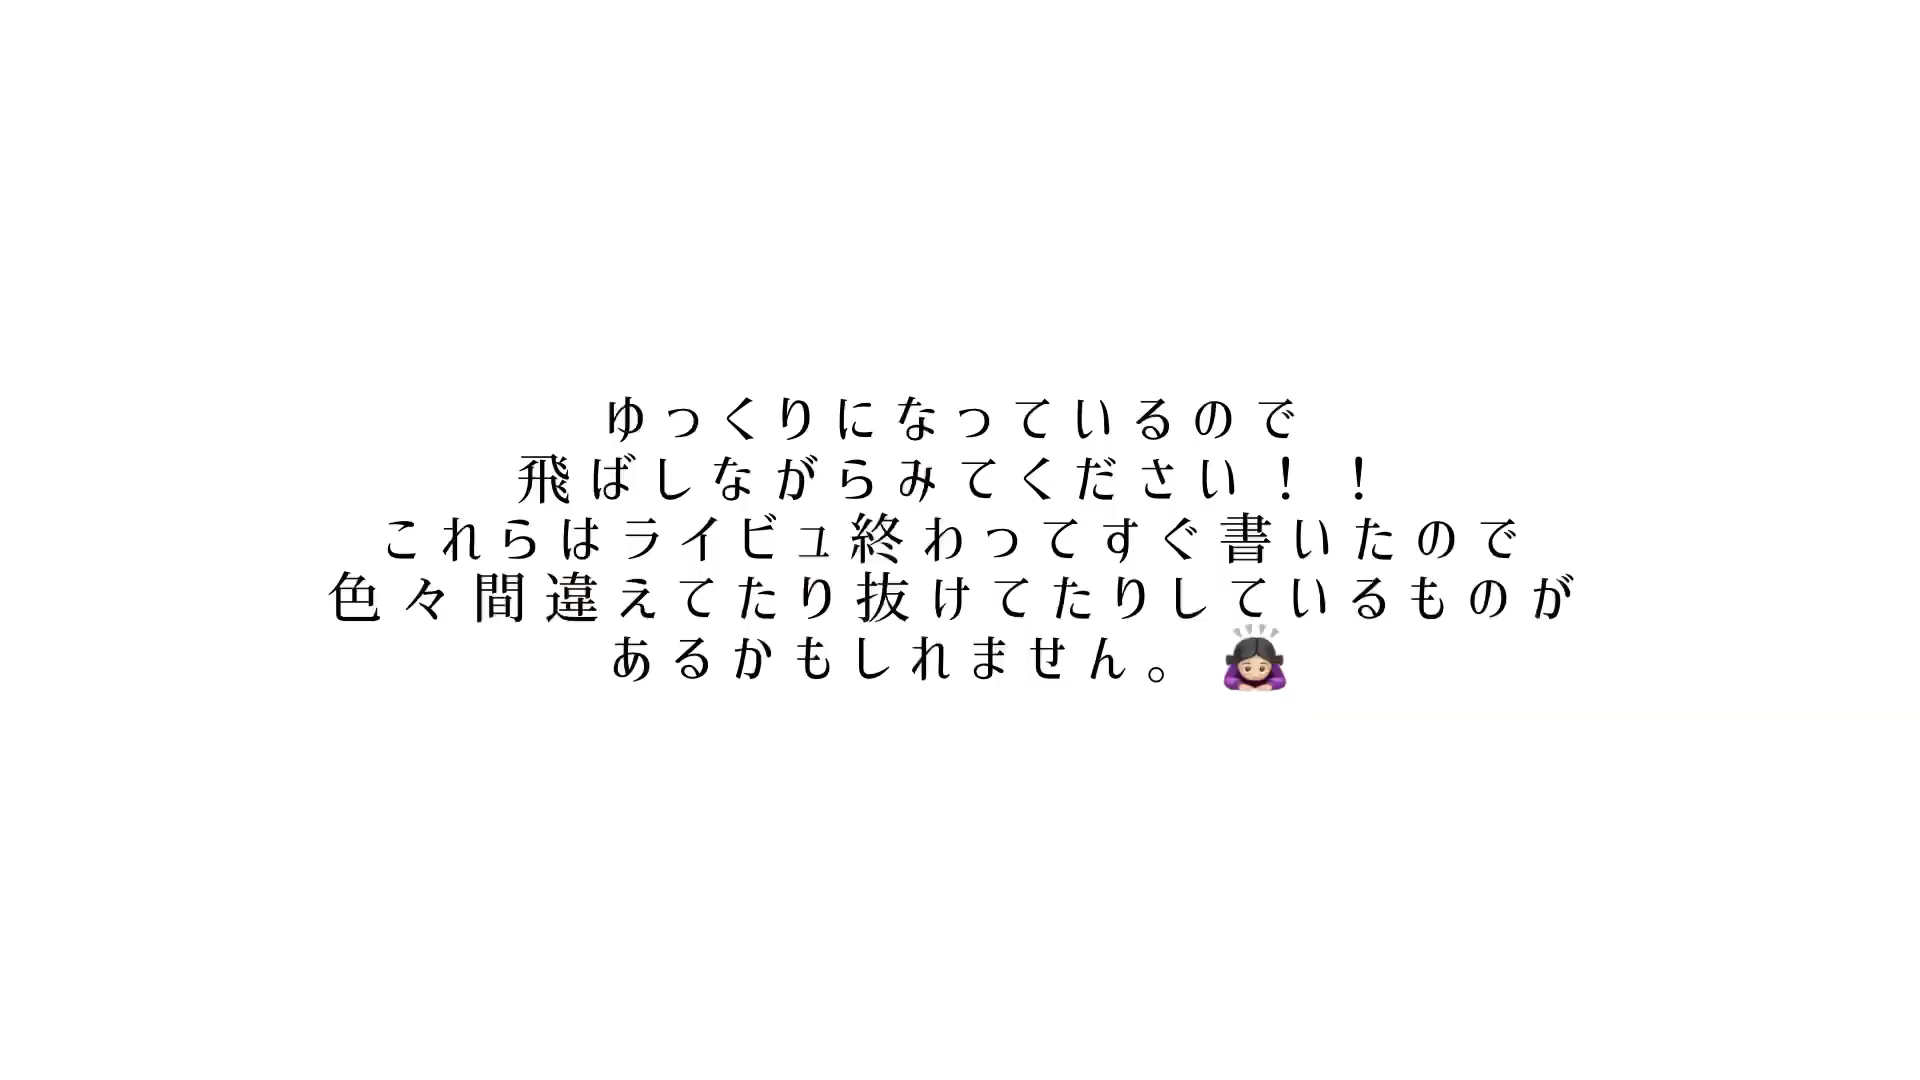 ゆっくりになっているので
飛ばしながらみてください！！
これらはライビュ終わってすぐ書いたので
色々間違えてたり抜けてたりしているものが
あるかもしれません。🙇🏻‍♀️